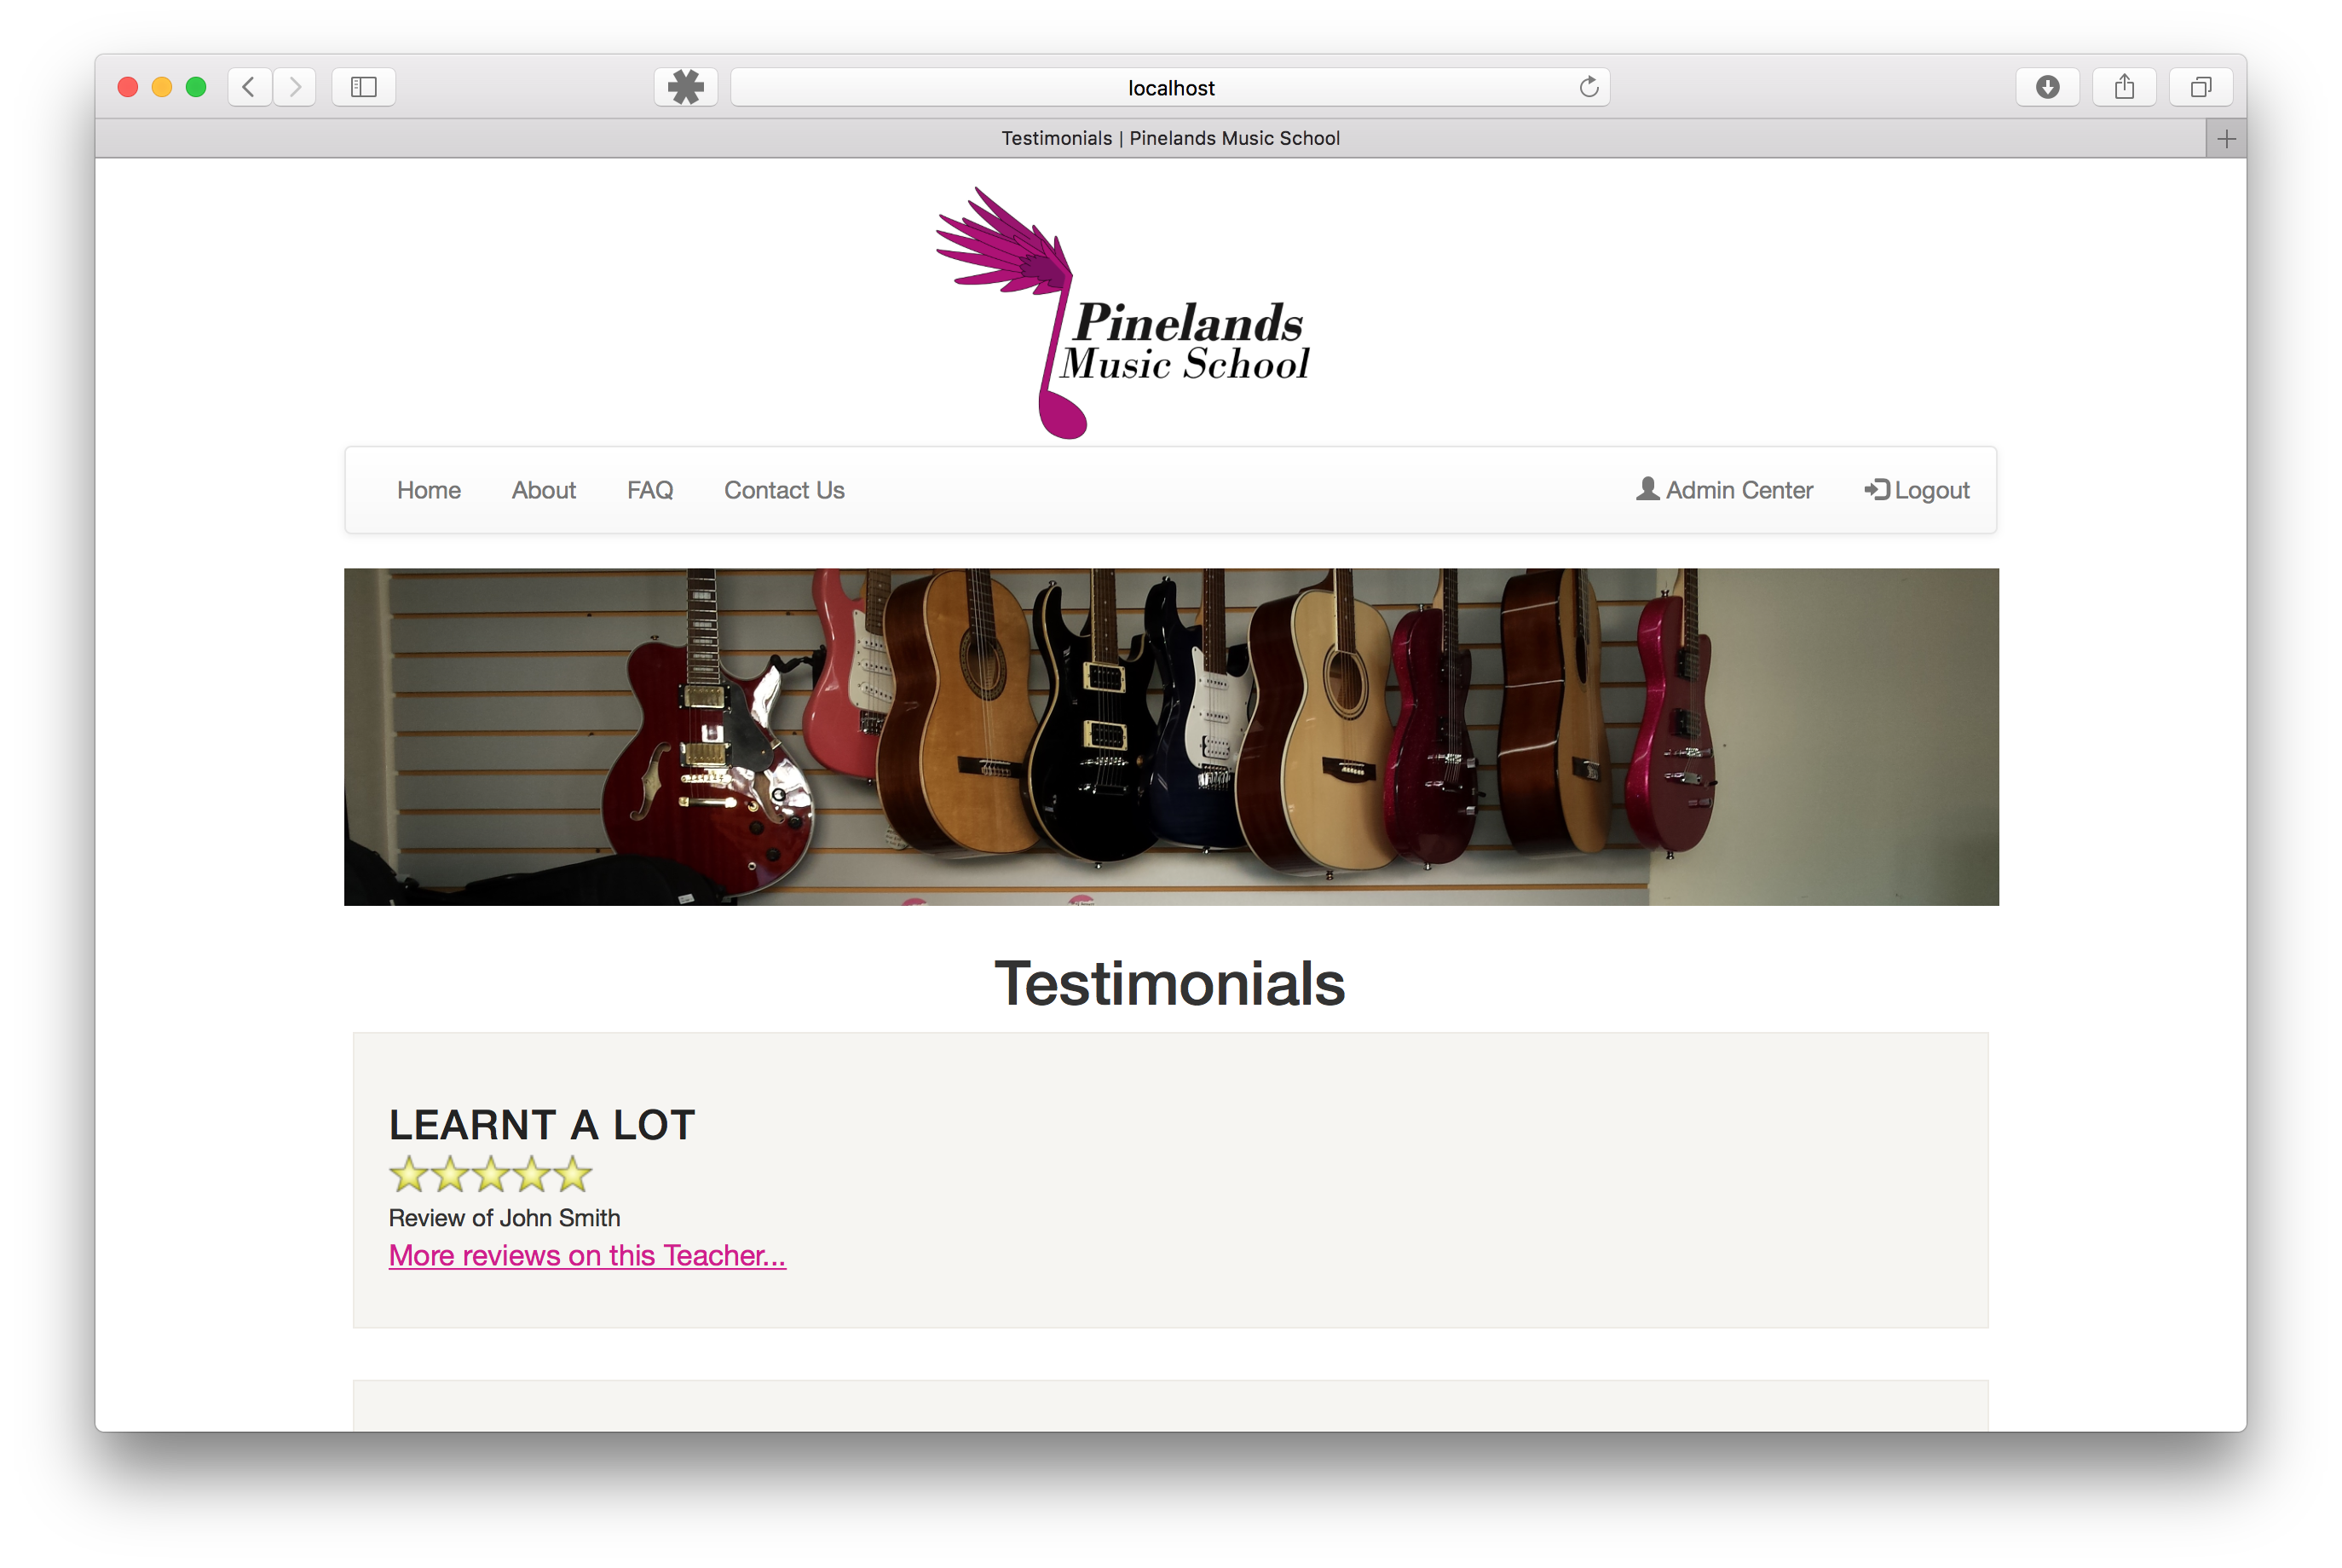 localhost
Testimonials | Pinelands Music School
Pinelands
Music School
Home About FAQ Contact Us Admin Center Logout
Testimonials
LEARNT A LOT
Review of John Smith
More reviews on this Teacher...